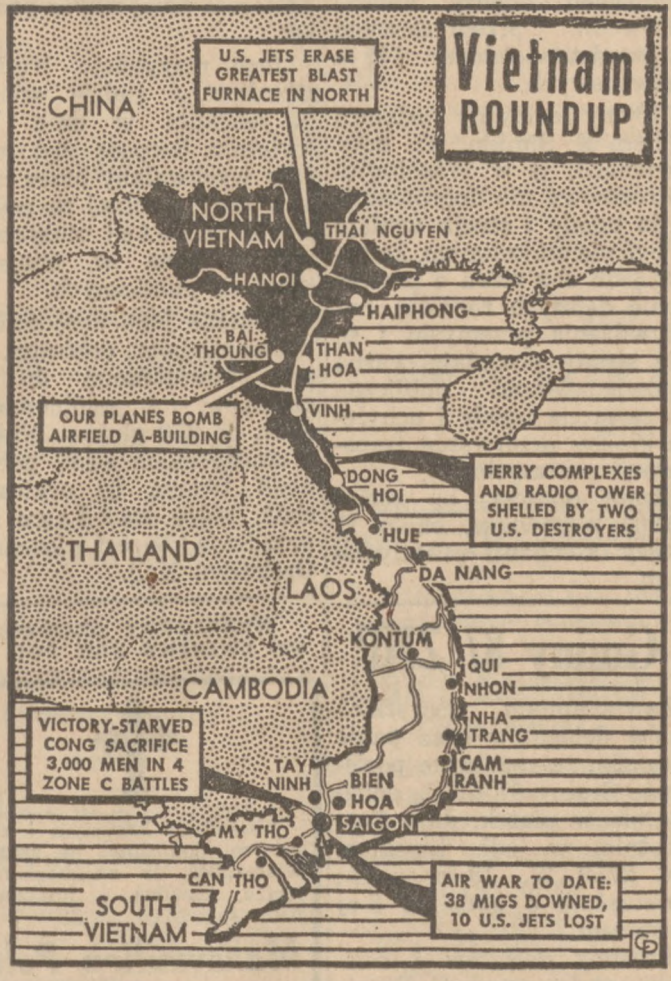 Vietnam
ROUNDUP
U.S. JETS ERASE
GREATEST BLAST
FURNACE IN NORTH
CHINA
NORTH
VIETNAM
THAI NGUYEN
HANOI
HAIPHONG
BAI
THOUNG
THAN
HOA
OUR PLANES BOMB
AIRFIELD A-BUILDING
VINH
FERRY COMPLEXES
AND RADIO TOWER
SHELLED BY TWO
U.S. DESTROYERS
DONG
HOI
HUE
THAILAND
DA NANG
LAOS
KONTUM
QUI
NHON
CAMBODIA
NHA
TRANG
VICTORY-STARVED
CONG SACRIFICE
3,000 MEN IN 4
ZONE C BATTLES
TAY
NINH
BIEN
HOA
CAM
RANH
MY THO
SAIGON
CAN THO
SOUTH
VIETNAM
AIR WAR TO DATE:
38 MIGS DOWNED,
10 U.S. JETS LOST
CP